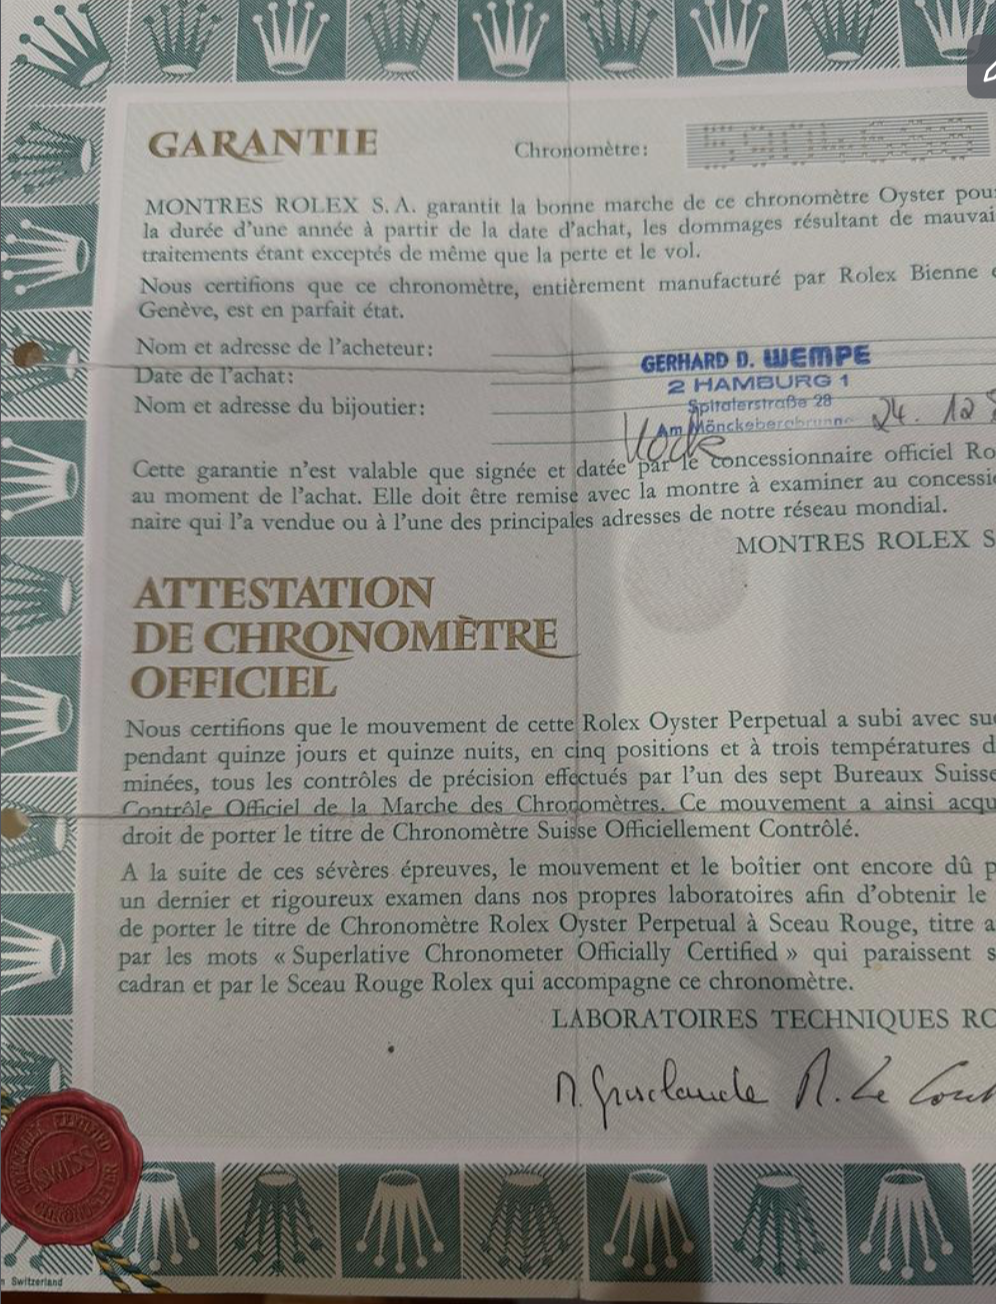 GARANTIE
Chronomètre:
MONTRES ROLEX S. A. garantit la bonne marche de ce chronomètre Oyster pour
la durée d'une année à partir de la date d'achat, les dommages résultant de mauvai
traitements étant exceptés de même que la perte et le vol.
Nous certifions que ce chronomètre, entièrement manufacturé par Rolex Bienne
Genève, est en parfait état.
Nom et adresse de l'acheteur:
Date de l'achat:
Nom et adresse du bijoutier:
GERHARD D. WEMPE
2 HAMBURG 1
Spitalerstraße 28
Am Mönckebergbrunne
24. 12
Cette garantie n'est valable que signée et datée par le concessionnaire officiel Ro
au moment de l'achat. Elle doit être remise avec la montre à examiner au concessi
naire qui l'a vendue ou à l'une des principales adresses de notre réseau mondial.
MONTRES ROLEX S
ATTESTATION
DE CHRONOMÈTRE
OFFICIEL
Nous certifions que le mouvement de cette Rolex Oyster Perpetual a subi avec su
pendant quinze jours et quinze nuits, en cinq positions et à trois températures d
minées, tous les contrôles de précision effectués par l'un des sept Bureaux Suisse
Contrôle Officiel de la Marche des Chronomètres. Ce mouvement a ainsi acqu
droit de porter le titre de Chronomètre Suisse Officiellement Contrôlé.
A la suite de ces sévères épreuves, le mouvement et le boîtier ont encore dû p
un dernier et rigoureux examen dans nos propres laboratoires afin d'obtenir le
de porter le titre de Chronomètre Rolex Oyster Perpetual à Sceau Rouge, titre a
par les mots « Superlative Chronometer Officially Certified » qui paraissent s
cadran et par le Sceau Rouge Rolex qui accompagne ce chronomètre.
LABORATOIRES TECHNIQUES RO
SWISS
CHRONOMETER
n Switzerland